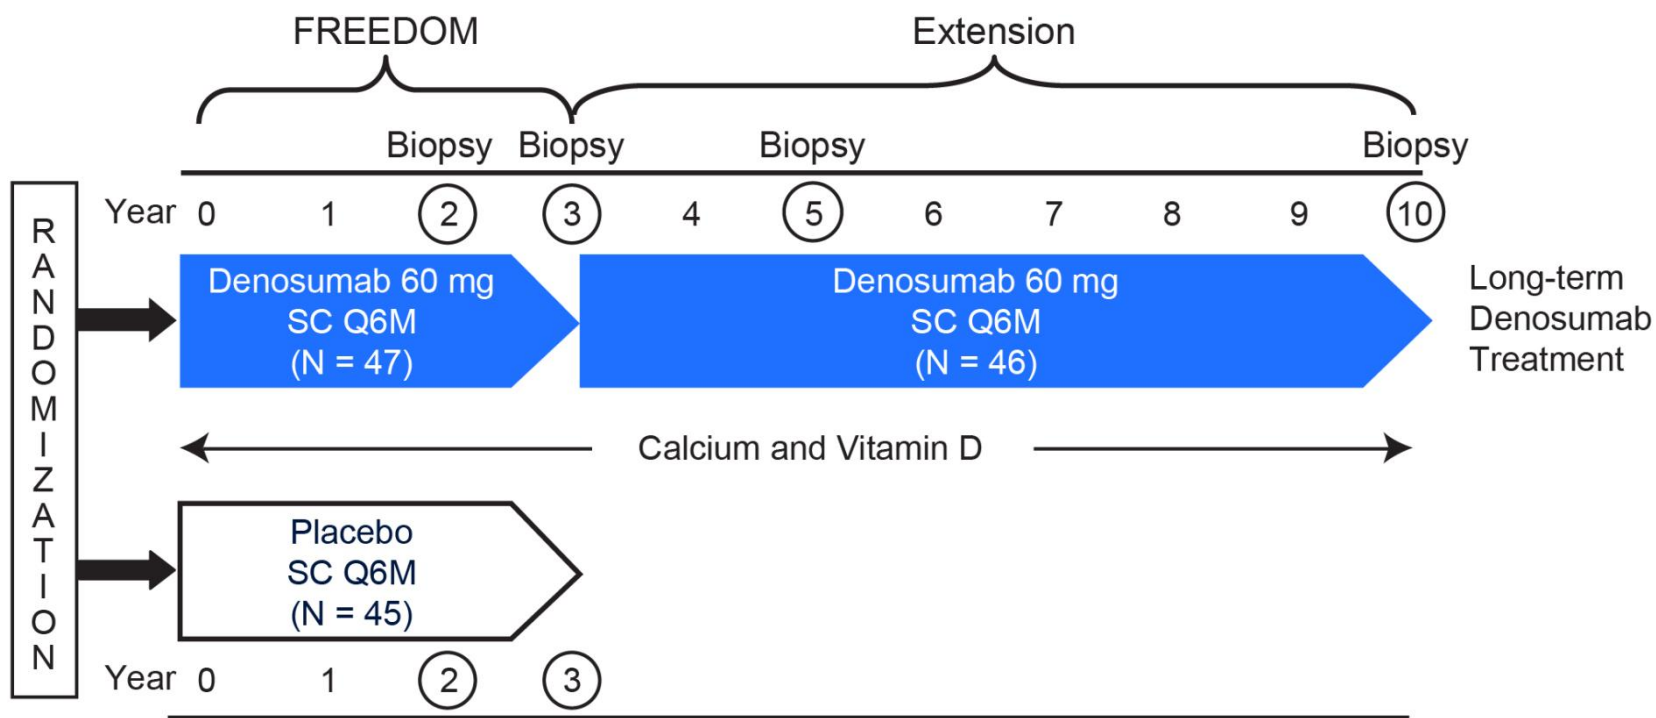 FREEDOM Extension
Biopsy Biopsy Biopsy Biopsy
Year 0 1 2 3 4 5 6 7 8 9 10
RANDOMIZATION
Denosumab 60 mg
SC Q6M
(N = 47)
Denosumab 60 mg
SC Q6M
(N = 46)
Long-term
Denosumab
Treatment
Calcium and Vitamin D
Placebo
SC Q6M
(N = 45)
Year 0 1 2 3